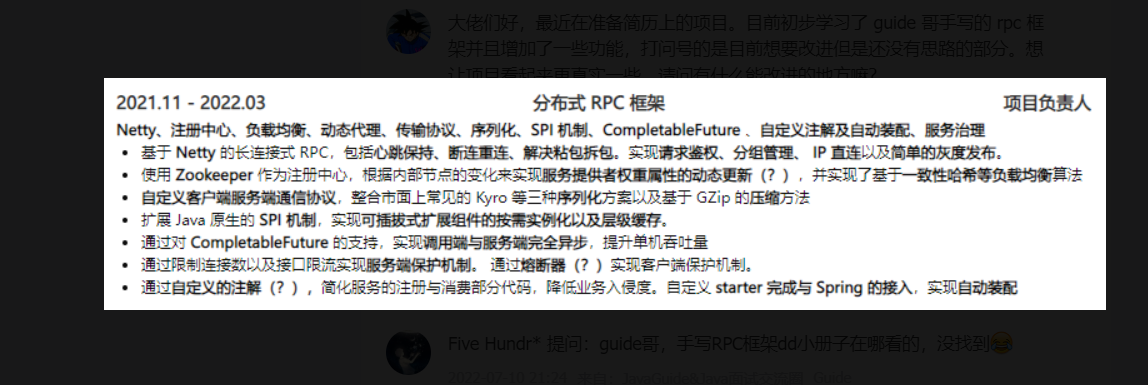 大佬们好，最近在准备简历上的项目。目前初步学习了 guide 哥手写的 rpc 框
架并且增加了一些功能，打问号的是目前想要改进但是还没有思路的部分。想
让项目看起来更真实一些，请问有什么能改进的地方嘛?
2021.11 - 2022.03 分布式 RPC 框架 项目负责人
Netty、注册中心、负载均衡、动态代理、传输协议、序列化、SPI 机制、CompletableFuture 、自定义注解及自动装配、服务治理
• 基于 Netty 的长连接式 RPC，包括心跳保持、断连重连、解决粘包拆包。实现请求鉴权、分组管理、 IP 直连以及简单的灰度发布。
• 使用 Zookeeper 作为注册中心，根据内部节点的变化来实现服务提供者权重属性的动态更新（? ），并实现了基于一致性哈希等负载均衡算法
• 自定义客户端服务端通信协议，整合市面上常见的 Kyro 等三种序列化方案以及基于 GZip 的压缩方法
• 扩展 Java 原生的 SPI 机制，实现可插拔式扩展组件的按需实例化以及层级缓存。
• 通过对 CompletableFuture 的支持，实现调用端与服务端完全异步，提升单机吞吐量
• 通过限制连接数以及接口限流实现服务端保护机制。 通过熔断器（? ）实现客户端保护机制。
• 通过自定义的注解（? ），简化服务的注册与消费部分代码，降低业务入侵度。自定义 starter 完成与 Spring 的接入，实现自动装配
Five Hundr* 提问：guide哥，手写RPC框架dd小册子在哪看的，没找到😂